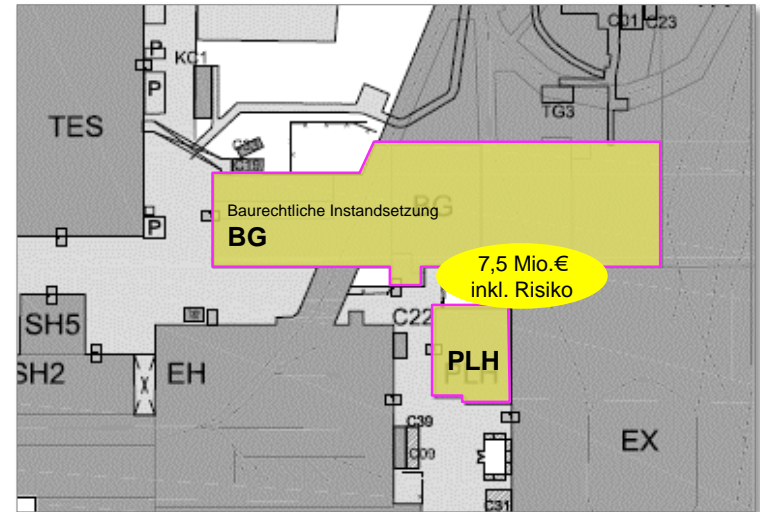 C01 C23
P
KC1
P
TG3
TES
P
BG
Baurechtliche Instandsetzung
BG
7,5 Mio.€
inkl. Risiko
SH5
C22
SH2
EH
PLH
PLH
C39
C09
EX
C31